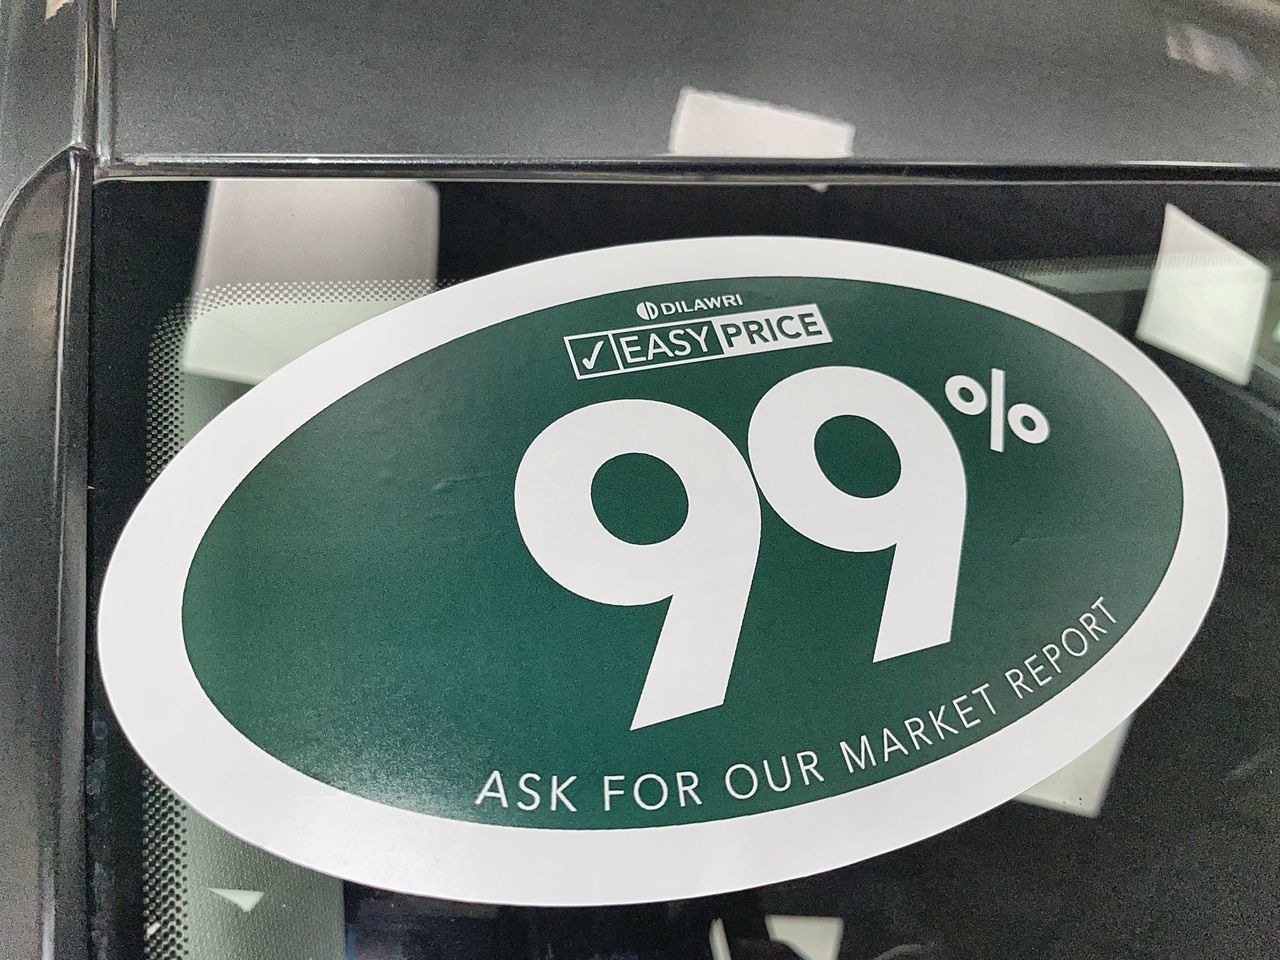 DILAWRI
✓ EASY PRICE
99%
ASK FOR OUR MARKET REPORT